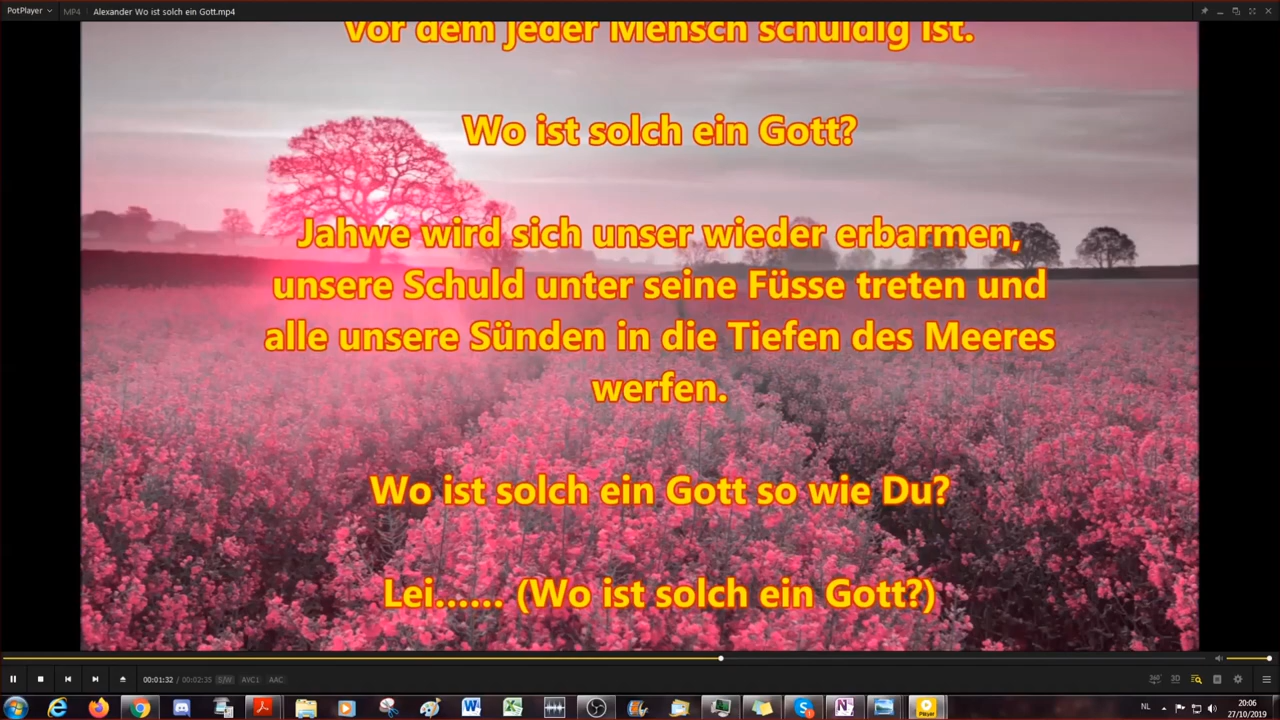 PotPlayer
MP4
Alexander Wo ist solch ein Gott.mp4
vor dem jeder Mensch schuldig ist.
Wo ist solch ein Gott?
Jahwe wird sich unser wieder erbarmen,
unsere Schuld unter seine Füsse treten und
alle unsere Sünden in die Tiefen des Meeres
werfen.
Wo ist solch ein Gott so wie Du?
Lei...... (Wo ist solch ein Gott?)
00:01:32 / 00:02:35 S/W AVC1 AAC
360° 3D
NL
20:06
27/10/2019